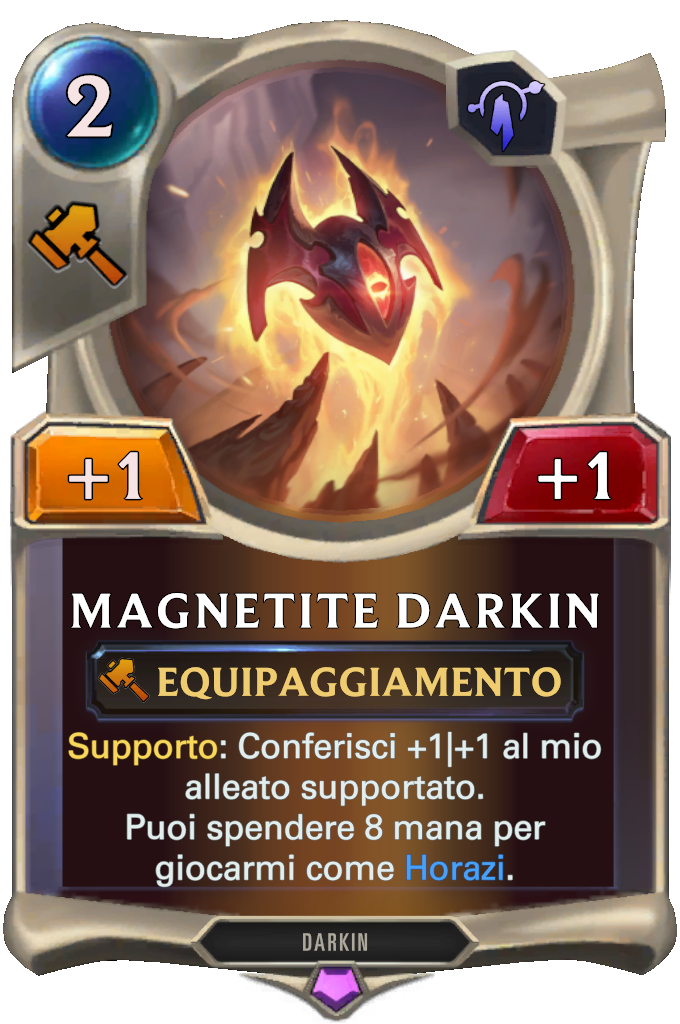 2
+1
+1
MAGNETITE DARKIN
EQUIPAGGIAMENTO
Supporto: Conferisci +1|+1 al mio
alleato supportato.
Puoi spendere 8 mana per
giocarmi come Horazi.
DARKIN